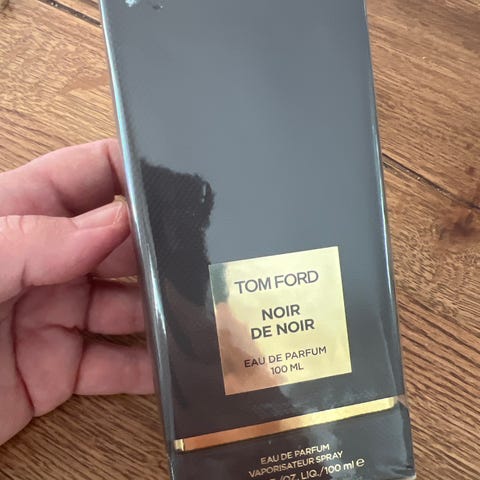 TOM FORD
NOIR
DE NOIR
EAU DE PARFUM
100 ML
EAU DE PARFUM
VAPORISATEUR SPRAY
OZ. LIQ./100 ml e